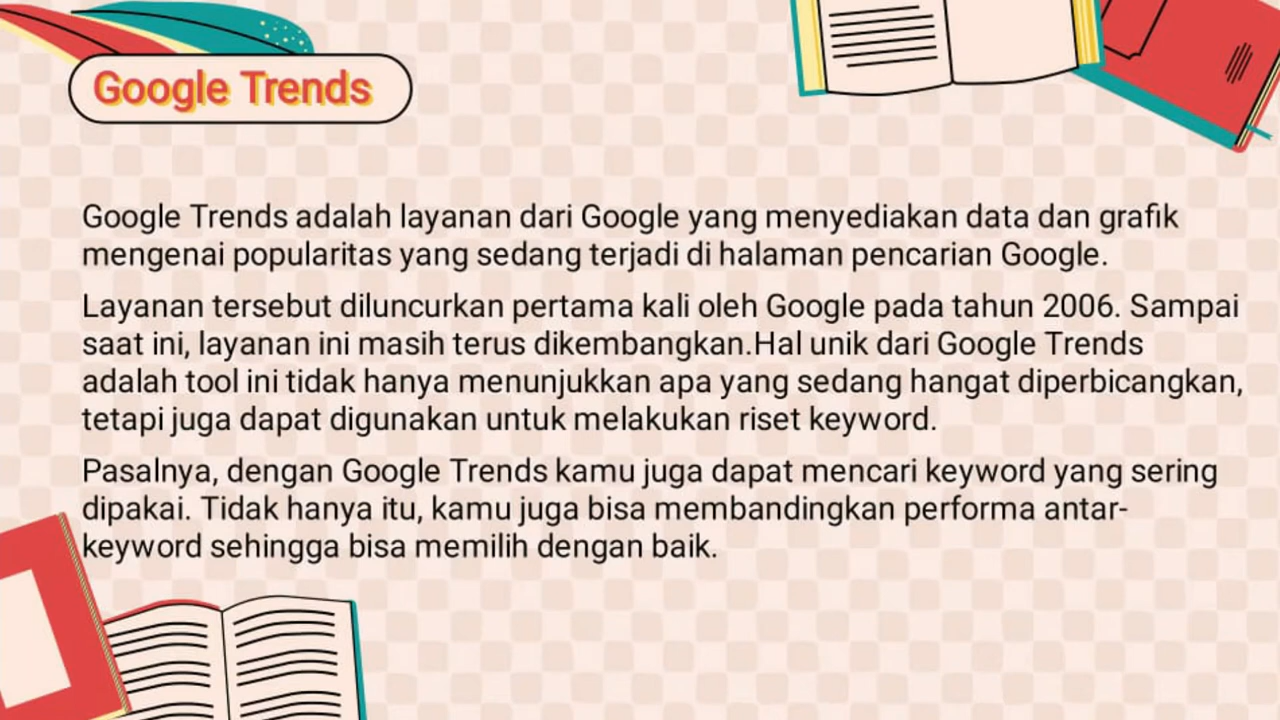 Google Trends
Google Trends adalah layanan dari Google yang menyediakan data dan grafik
mengenai popularitas yang sedang terjadi di halaman pencarian Google.
Layanan tersebut diluncurkan pertama kali oleh Google pada tahun 2006. Sampai
saat ini, layanan ini masih terus dikembangkan.Hal unik dari Google Trends
adalah tool ini tidak hanya menunjukkan apa yang sedang hangat diperbicangkan,
tetapi juga dapat digunakan untuk melakukan riset keyword.
Pasalnya, dengan Google Trends kamu juga dapat mencari keyword yang sering
dipakai. Tidak hanya itu, kamu juga bisa membandingkan performa antar-
keyword sehingga bisa memilih dengan baik.